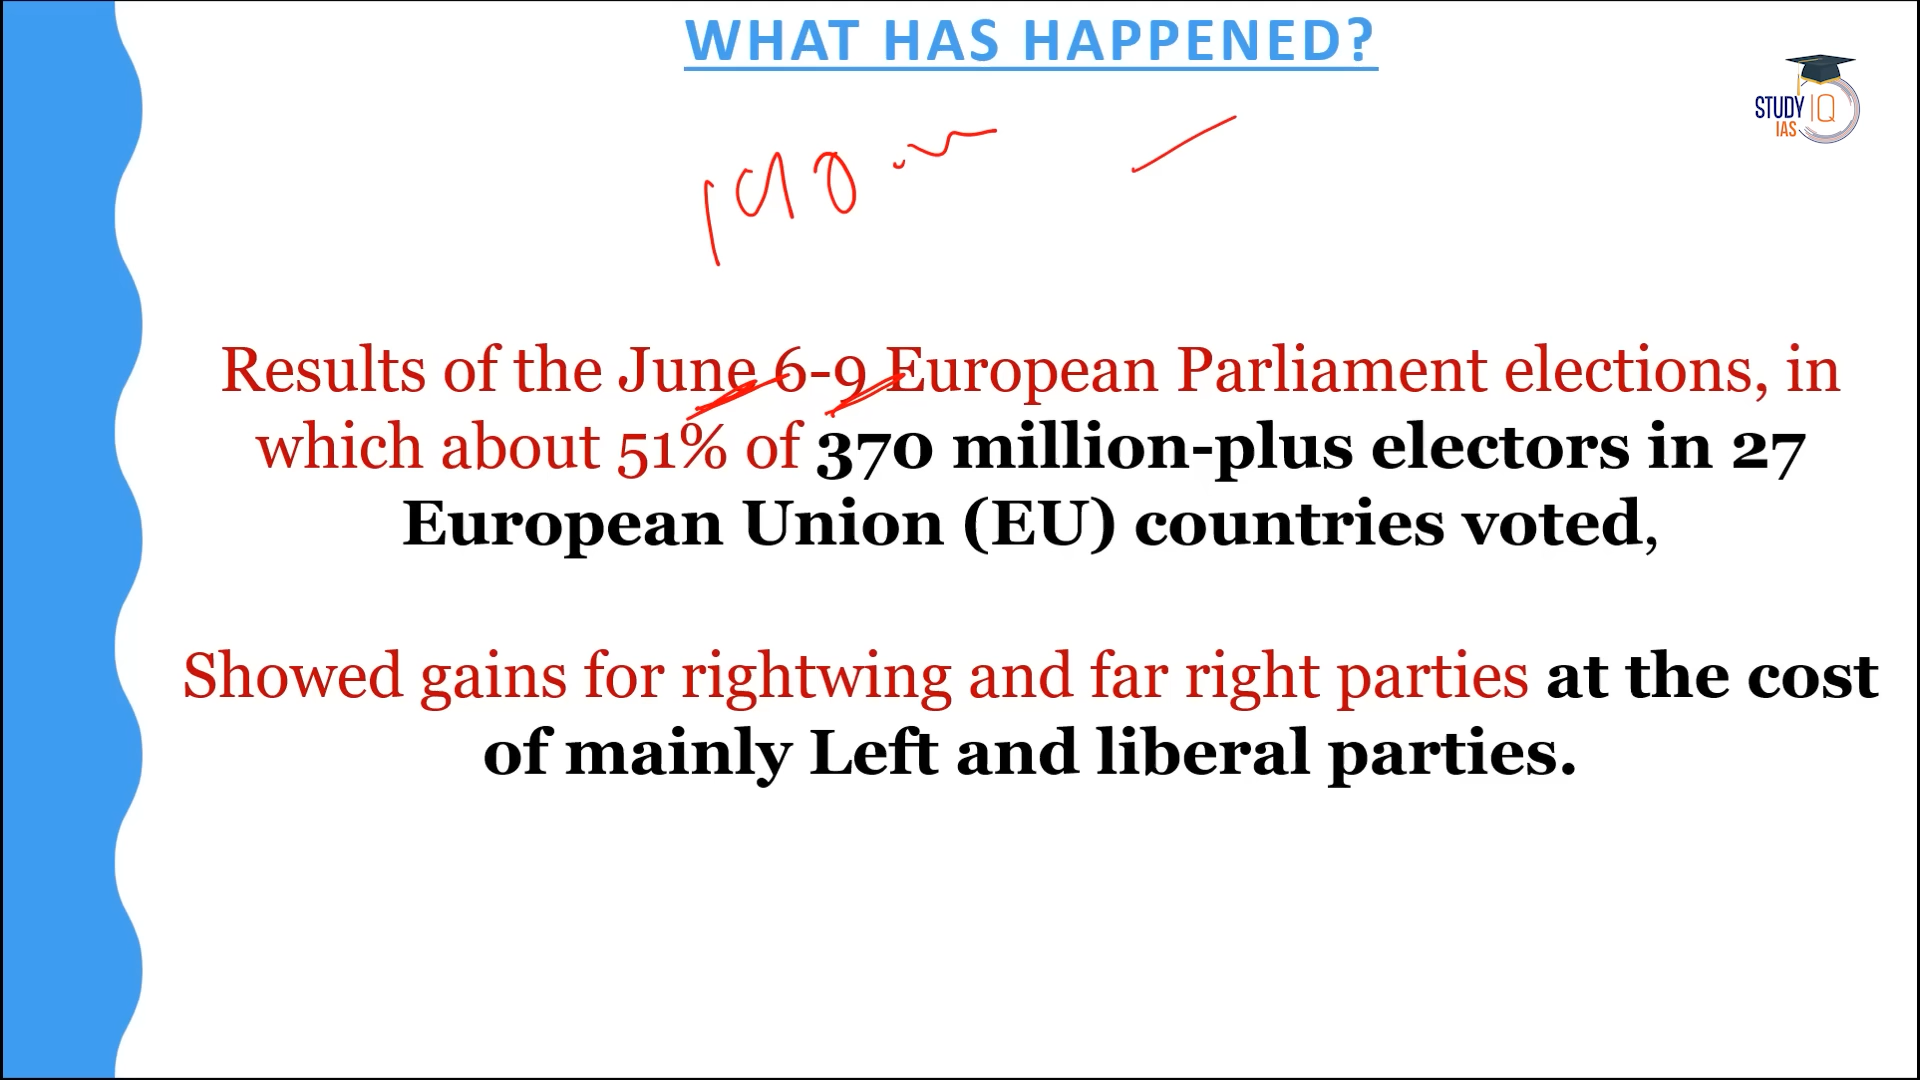 WHAT HAS HAPPENED?
STUDY IQ
IAS
Results of the June 6-9 European Parliament elections, in
which about 51% of 370 million-plus electors in 27
European Union (EU) countries voted,
Showed gains for rightwing and far right parties at the cost
of mainly Left and liberal parties.